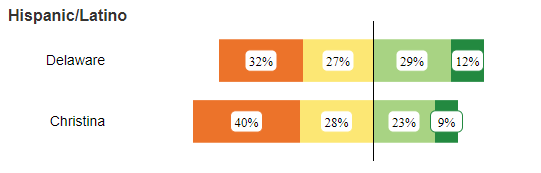 Hispanic/Latino
Delaware 32% 27% 29% 12%
Christina 40% 28% 23% 9%